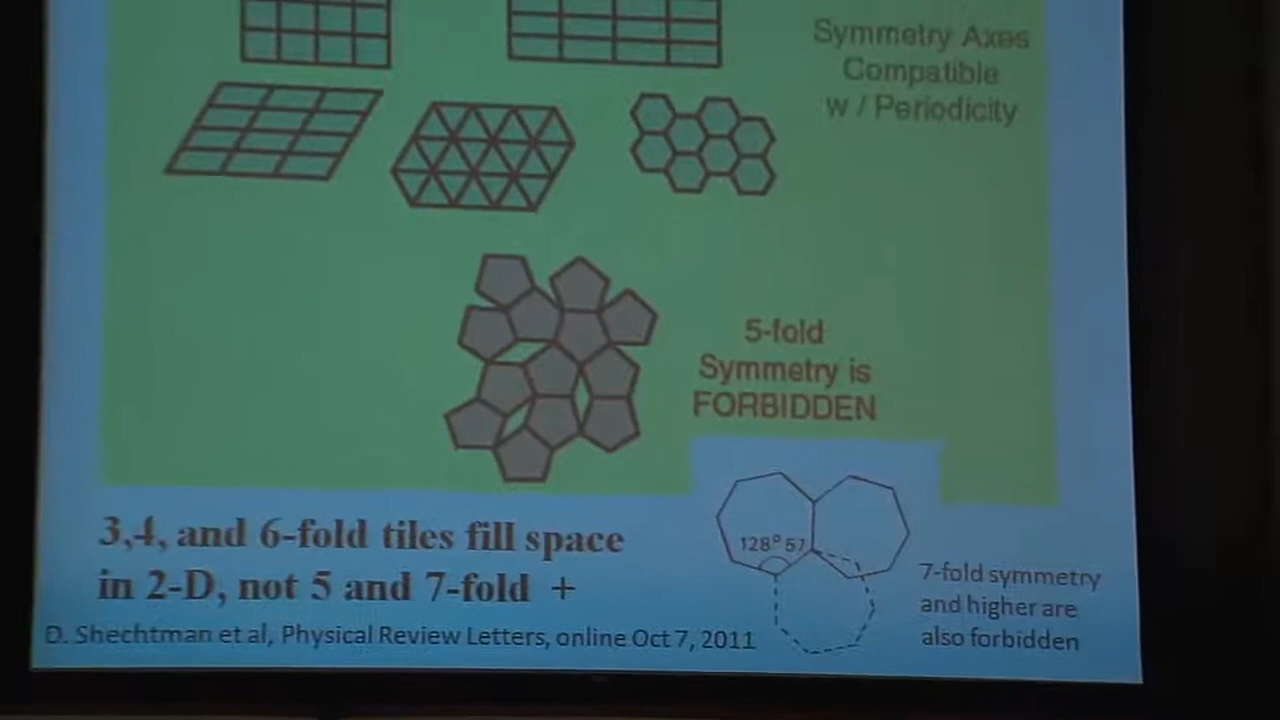 Symmetry Axes
Compatible
w / Periodicity
5-fold
Symmetry is
FORBIDDEN
128° 57
3,4, and 6-fold tiles fill space
in 2-D, not 5 and 7-fold +
7-fold symmetry
and higher are
also forbidden
D. Shechtman et al, Physical Review Letters, online Oct 7, 2011